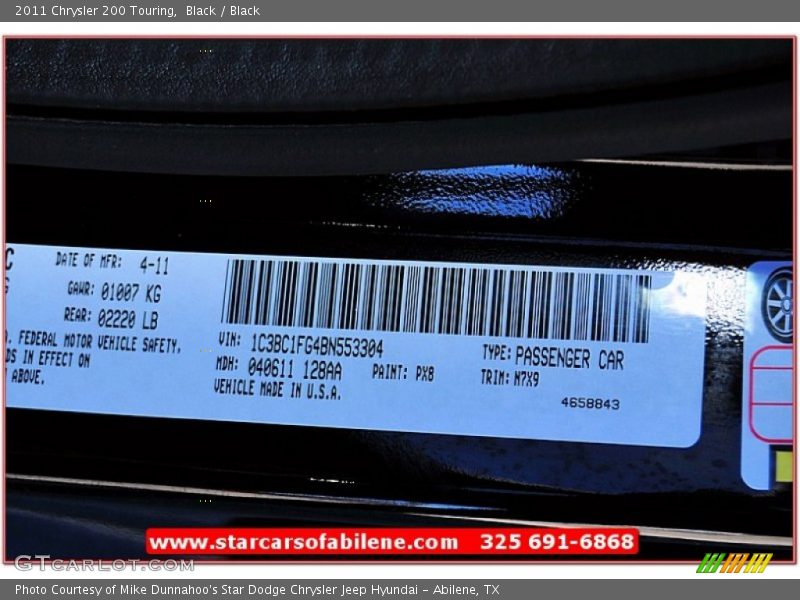 2011 Chrysler 200 Touring, Black / Black
DATE OF MFR: 4-11
GAWR: 01007 KG
REAR: 02220 LB
FEDERAL MOTOR VEHICLE SAFETY.
DS IN EFFECT ON
ABOVE.
VIN: 1C3BC1FG4BN553304
MDH: 040611 128AA
PAINT: PX8
VEHICLE MADE IN U.S.A.
TYPE: PASSENGER CAR
TRIM: M7X9
4658843
www.starcarsofabilene.com 325 691-6868
GTCARLOT.COM
Photo Courtesy of Mike Dunnahoo's Star Dodge Chrysler Jeep Hyundai - Abilene, TX